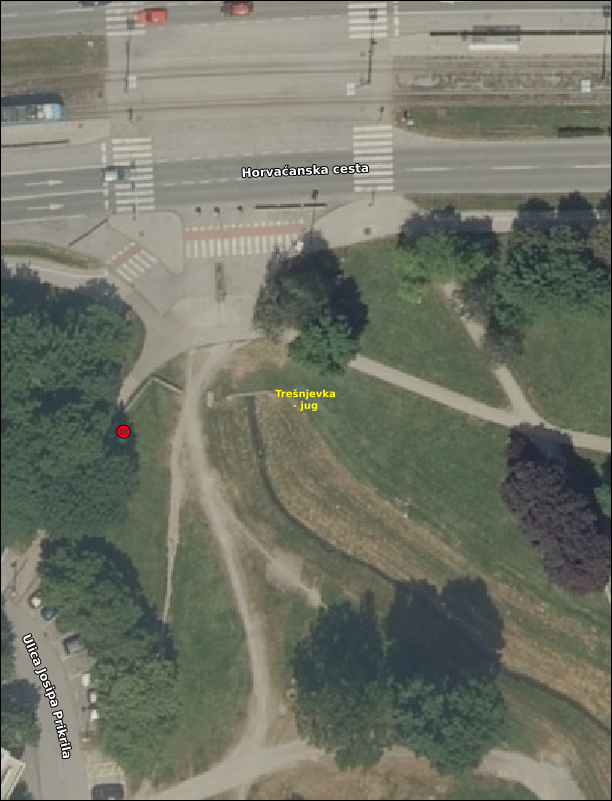 Horvaćanska cesta
Trešnjevka
- jug
Ulica Josipa Prikrila